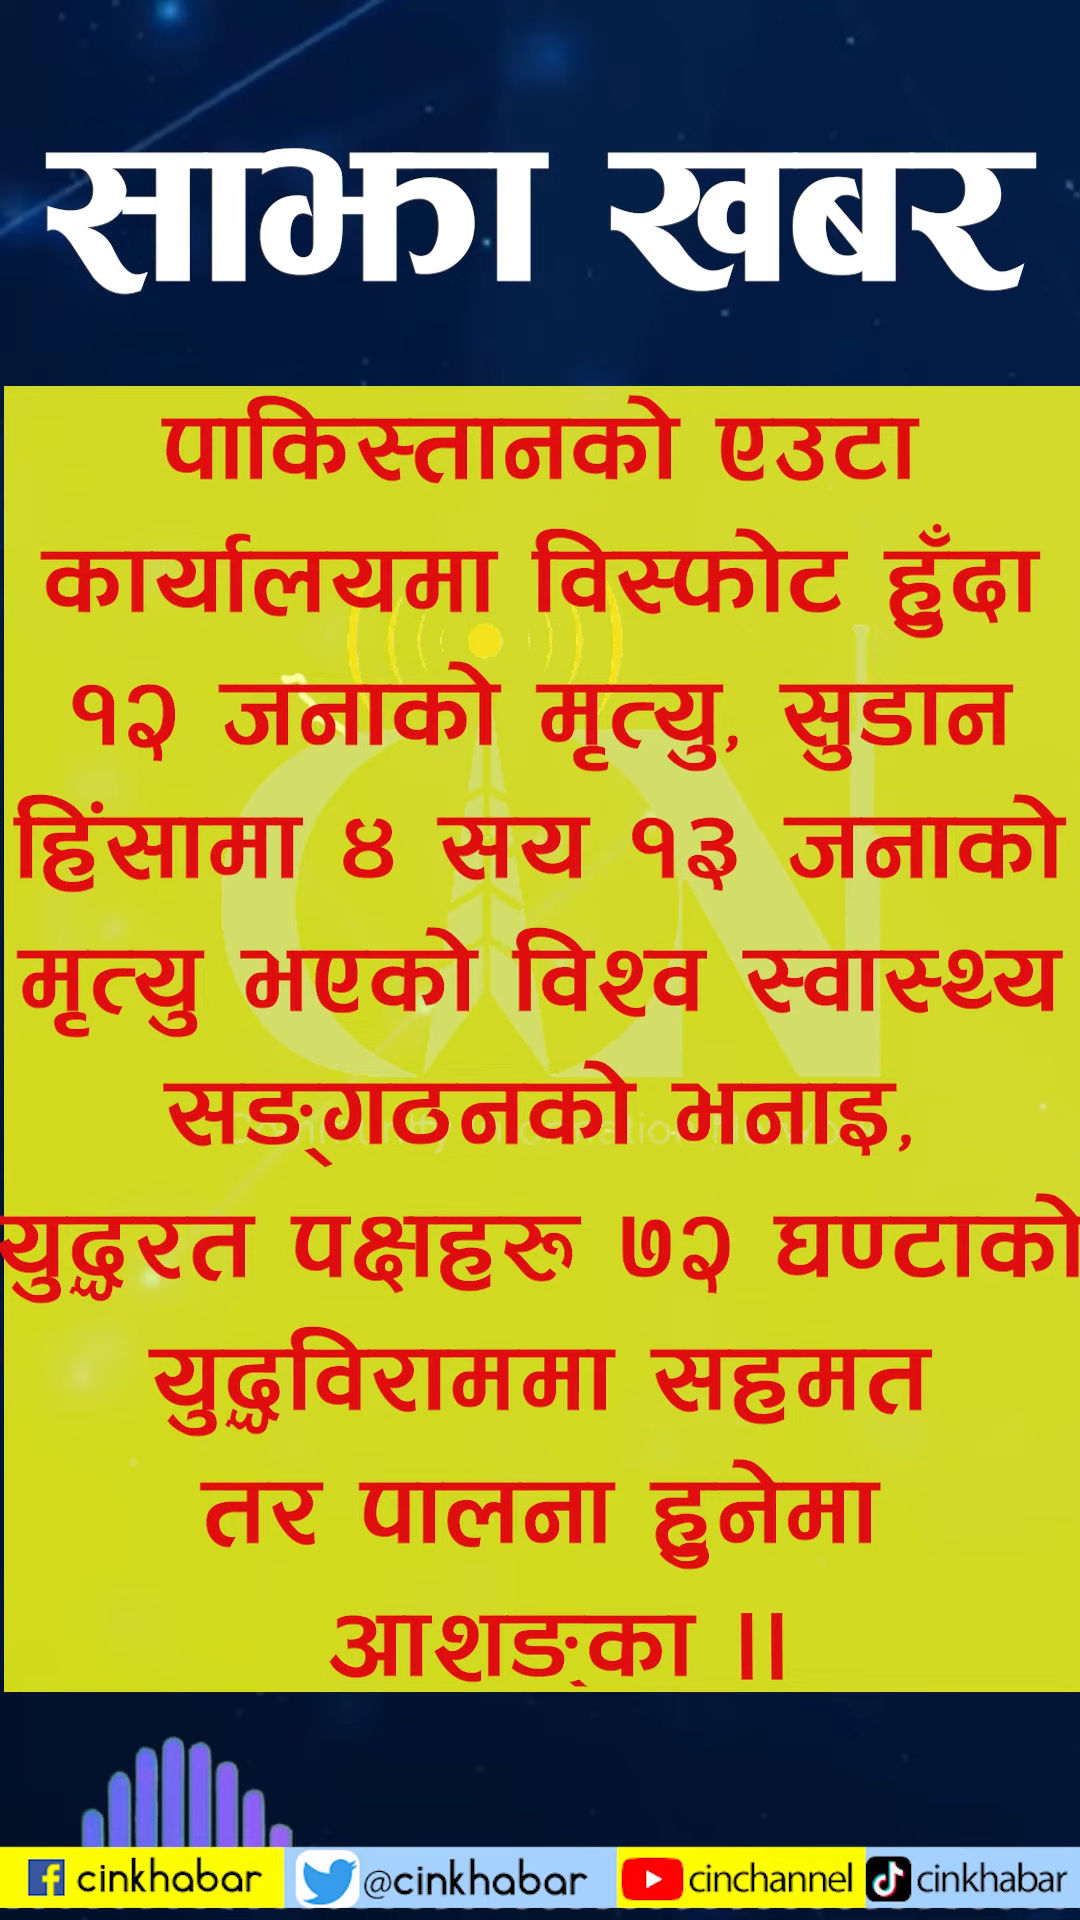 साझा खबर
पाकिस्तानको एउटा
कार्यालयमा विस्फोट हुँदा
१२ जनाको मृत्यु, सुडान
हिंसामा ४ सय १३ जनाको
मृत्यु भएको विश्व स्वास्थ्य
सङ्गठनको भनाइ,
युद्धरत पक्षहरू ७२ घण्टाको
युद्धविराममा सहमत
तर पालना हुनेमा
आशङ्का ।।
cinkhabar @cinkhabar cinchannel cinkhabar